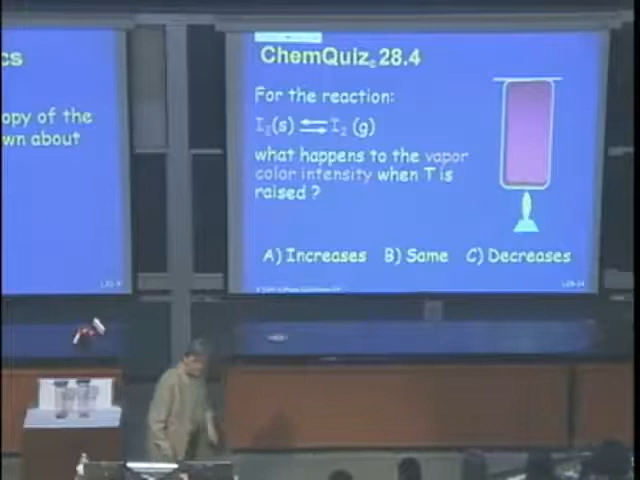 cs
opy of the
wn about
ChemQuiz 28.4
For the reaction:
I₂(s) ⇌ I₂ (g)
what happens to the vapor
color intensity when T is
raised ?
A) Increases B) Same C) Decreases